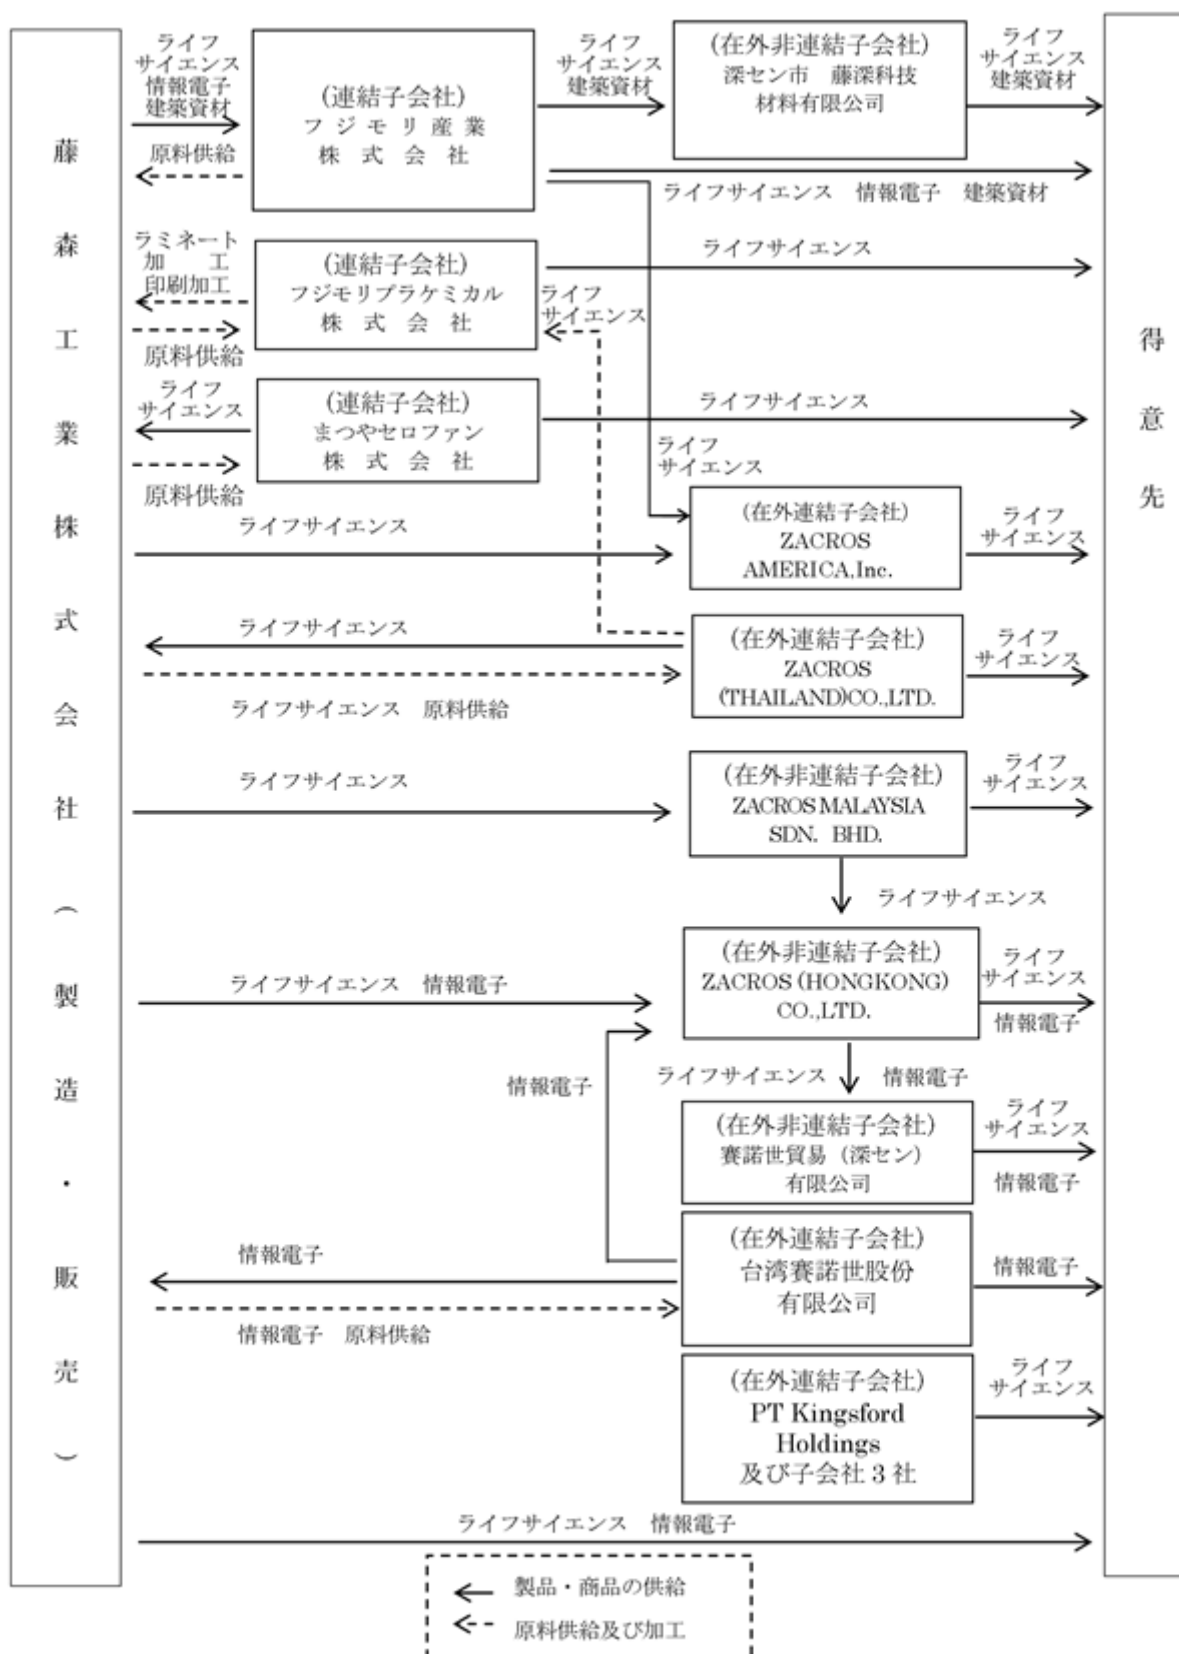 藤森工業株式会社（製造・販売）
ライフ
サイエンス
情報電子
建築資材
原料供給
(連結子会社)
フジモリ産業
株式会社
ライフ
サイエンス
建築資材
(在外非連結子会社)
深セン市　藤深科技
材料有限公司
ライフ
サイエンス
建築資材
ライフサイエンス　情報電子　建築資材
ラミネート
加　工
印刷加工
原料供給
(連結子会社)
フジモリプラケミカル
株式会社
ライフサイエンス
ライフ
サイエンス
ライフ
サイエンス
原料供給
(連結子会社)
まつやセロファン
株式会社
ライフサイエンス
ライフ
サイエンス
ライフサイエンス
(在外連結子会社)
ZACROS
AMERICA,Inc.
ライフ
サイエンス
ライフサイエンス
ライフサイエンス　原料供給
(在外連結子会社)
ZACROS
(THAILAND)CO.,LTD.
ライフ
サイエンス
ライフサイエンス
(在外非連結子会社)
ZACROS MALAYSIA
SDN. BHD.
ライフ
サイエンス
ライフサイエンス
ライフサイエンス　情報電子
(在外非連結子会社)
ZACROS (HONGKONG)
CO.,LTD.
ライフ
サイエンス
情報電子
情報電子
ライフサイエンス　情報電子
(在外非連結子会社)
賽諾世貿易（深セン）
有限公司
ライフ
サイエンス
情報電子
情報電子
情報電子　原料供給
(在外連結子会社)
台湾賽諾世股份
有限公司
情報電子
(在外連結子会社)
PT Kingsford
Holdings
及び子会社 3 社
ライフ
サイエンス
ライフサイエンス　情報電子
得意先
製品・商品の供給
原料供給及び加工